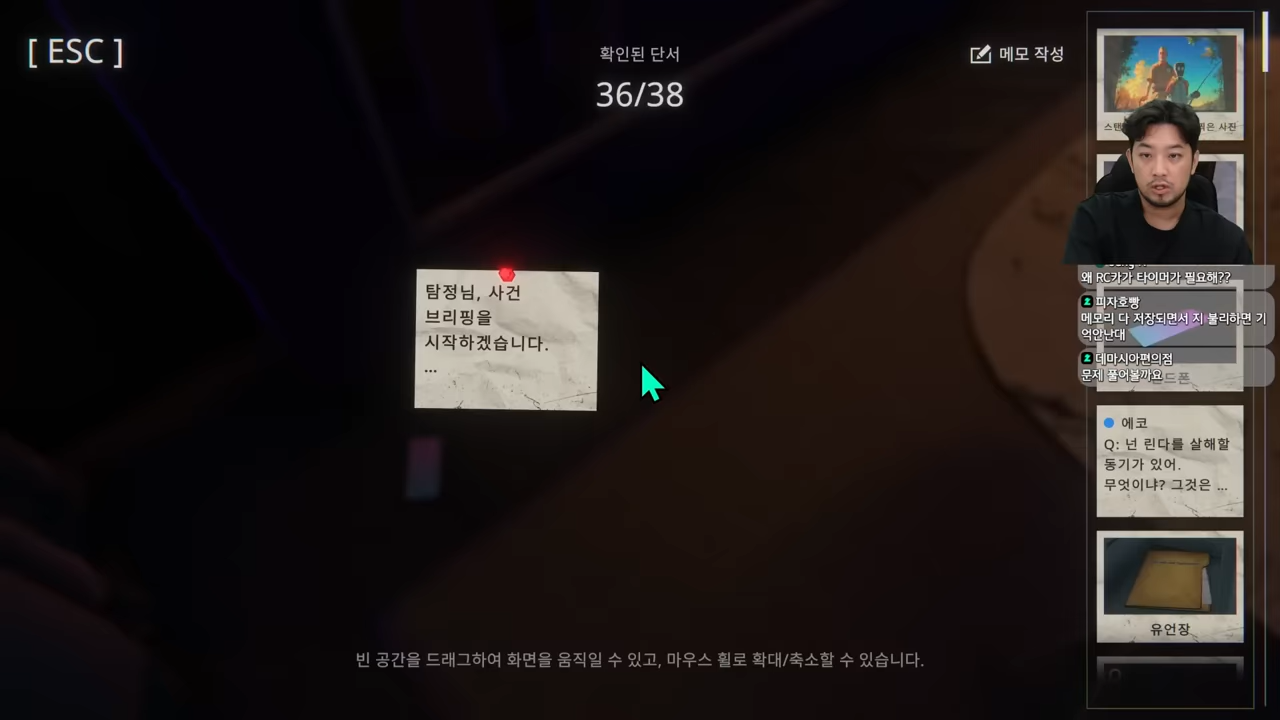 [ ESC ]
확인된 단서
36/38
메모 작성
탐정님, 사건
브리핑을
시작하겠습니다.
...
빈 공간을 드래그하여 화면을 움직일 수 있고, 마우스 휠로 확대/축소할 수 있습니다.
사진
왜 RC카가 타이머가 필요해??
피자호빵
메모리 다 저장되면서 지 불리하면 기
억안난대
데마시아편의점
문제 풀어볼까요
에코
Q: 넌 린다를 살해할
동기가 있어.
무엇이냐? 그것은 ...
유언장